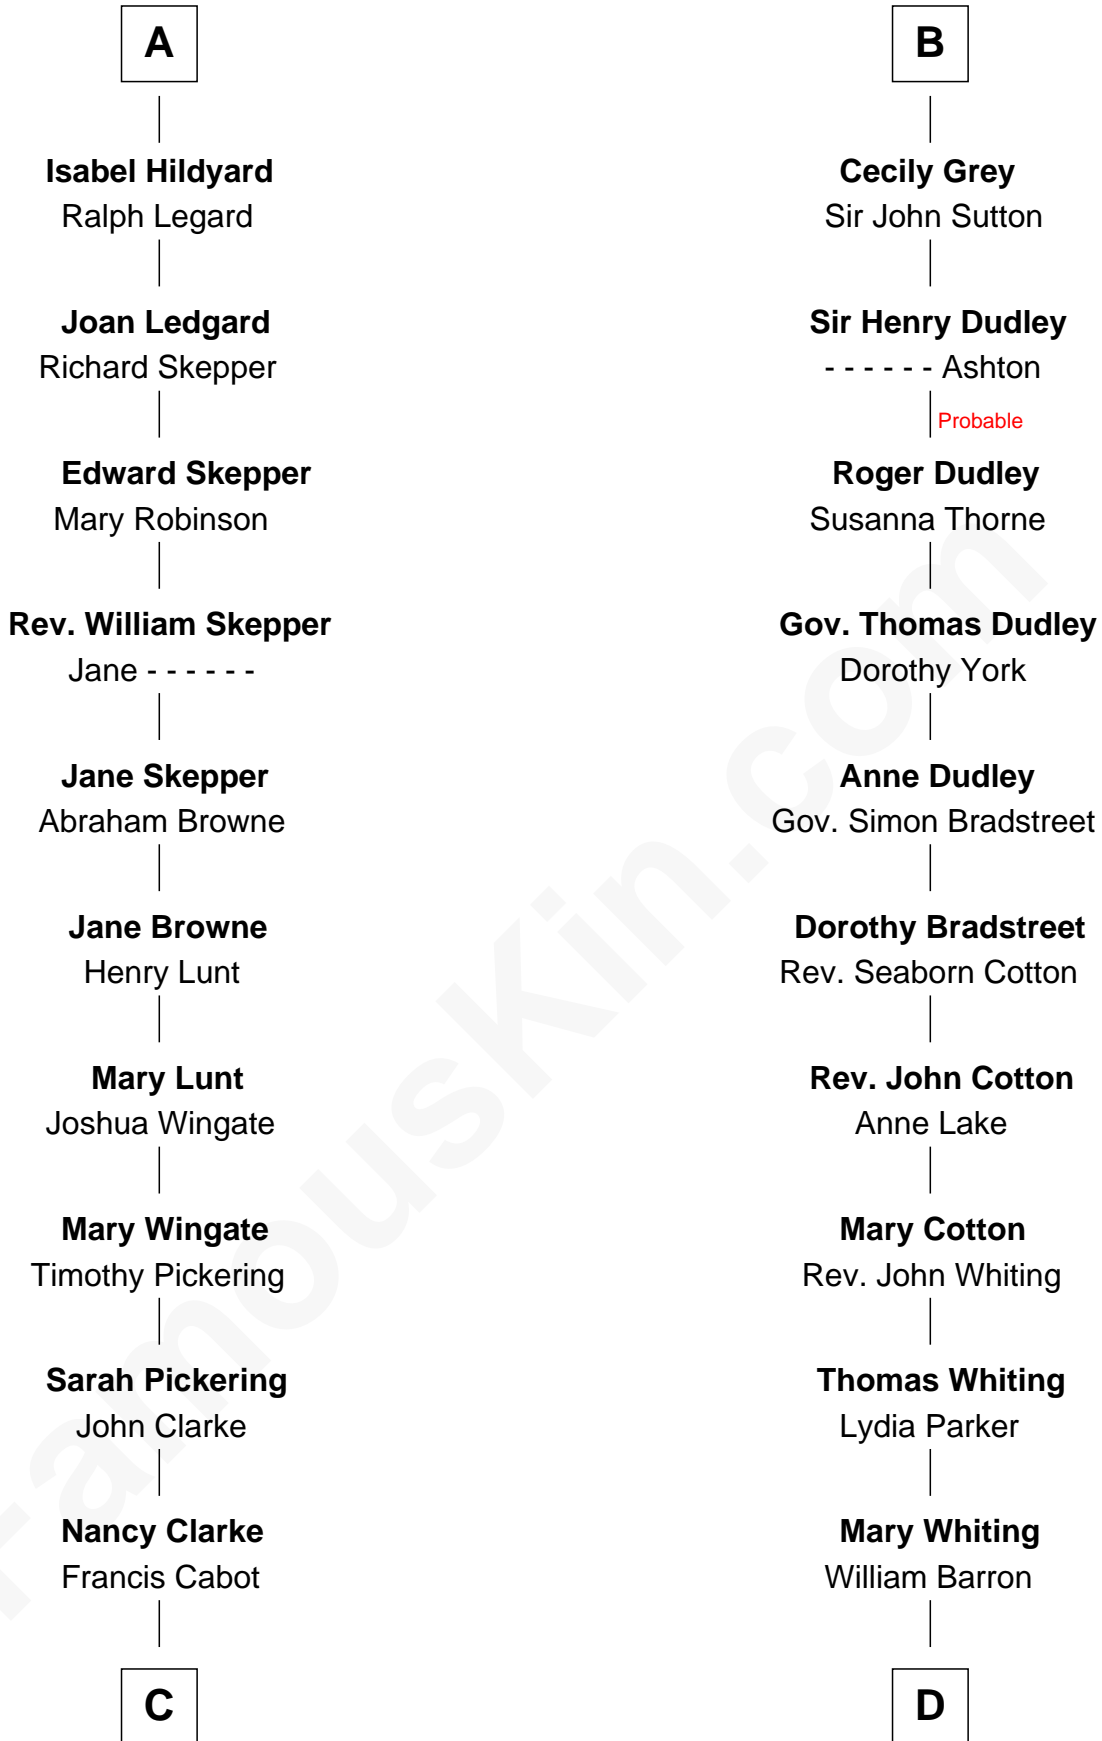 A
Isabel Hildyard
Ralph Legard
Joan Ledgard
Richard Skepper
Edward Skepper
Mary Robinson
Rev. William Skepper
Jane - - - - - -
Jane Skepper
Abraham Browne
Jane Browne
Henry Lunt
Mary Lunt
Joshua Wingate
Mary Wingate
Timothy Pickering
Sarah Pickering
John Clarke
Nancy Clarke
Francis Cabot
C
B
Cecily Grey
Sir John Sutton
Sir Henry Dudley
- - - - - - Ashton
Probable
Roger Dudley
Susanna Thorne
Gov. Thomas Dudley
Dorothy York
Anne Dudley
Gov. Simon Bradstreet
Dorothy Bradstreet
Rev. Seaborn Cotton
Rev. John Cotton
Anne Lake
Mary Cotton
Rev. John Whiting
Thomas Whiting
Lydia Parker
Mary Whiting
William Barron
D
FamousKin.com